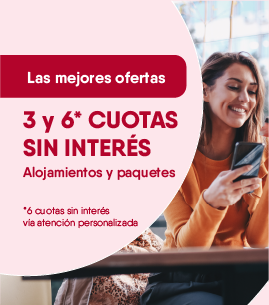 Las mejores ofertas
3 y 6* CUOTAS
SIN INTERÉS
Alojamientos y paquetes
*6 cuotas sin interés
vía atención personalizada